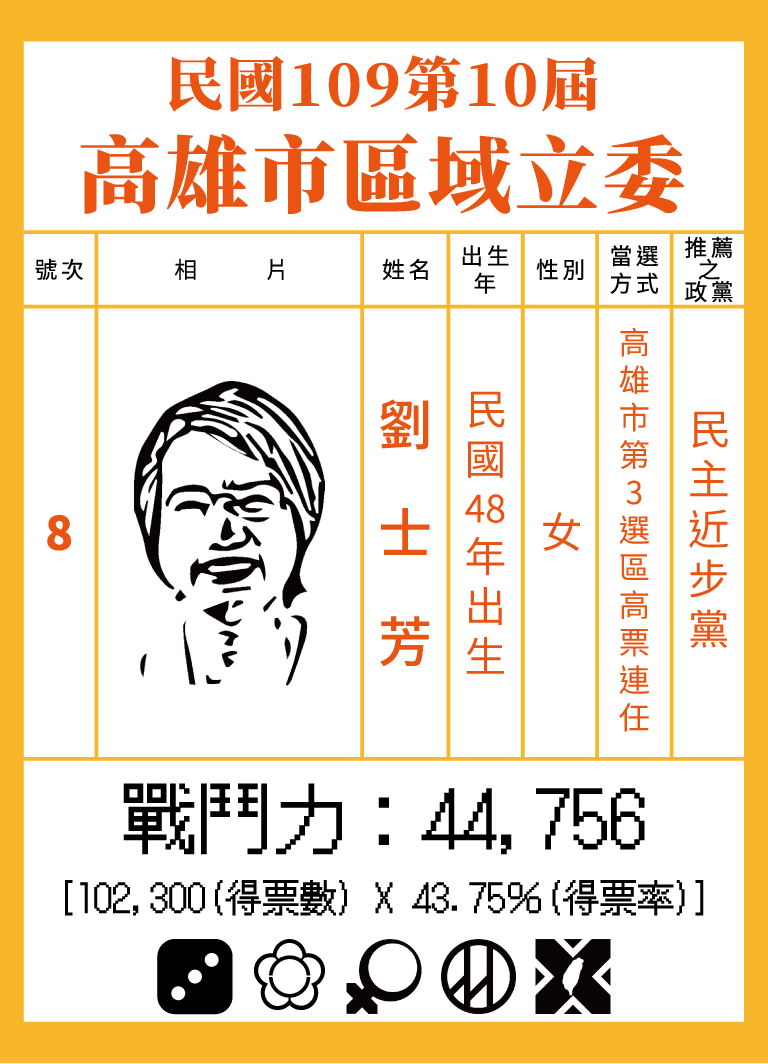 民國109第10屆
高雄市區域立委
號次
相片
姓名
出生
年
性別
當選
方式
推薦
之
政黨
8
劉士芳
民國48年出生
女
高雄市第3選區高票連任
民主近步黨
戰鬥力：44,756
[102,300(得票數) X 43.75%(得票率)]